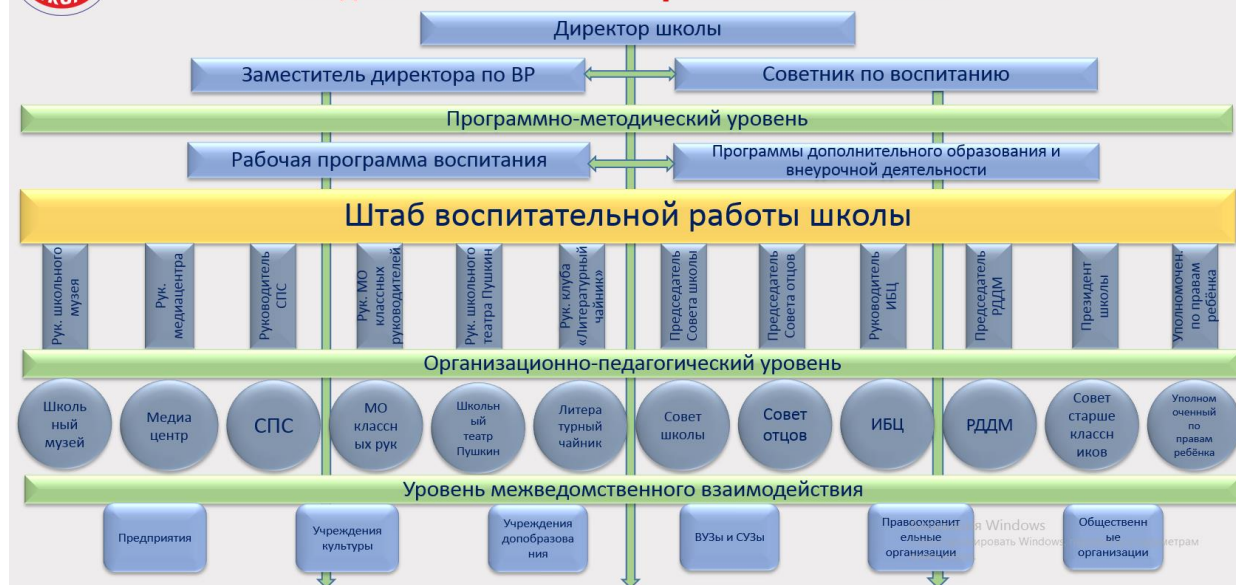 Директор школы
Заместитель директора по ВР
Советник по воспитанию
Программно-методический уровень
Рабочая программа воспитания
Программы дополнительного образования и
внеурочной деятельности
Штаб воспитательной работы школы
Рук. школьного
музея
Рук.
медиацентра
Руководитель
СПС
Рук. МО
классных
руководителей
Рук. школьного
театра Пушкин
Рук. клуба
«Литературный
чайник»
Председатель
Совета школы
Председатель
Совета отцов
Руководитель
ИБЦ
Председатель
РДДМ
Президент
школы
Уполномочен.
по правам
ребёнка
Организационно-педагогический уровень
Школь
ный
музей
Медиа
центр
СПС
МО
классн
ых рук
Школьн
ый
театр
Пушкин
Литера
турный
чайник
Совет
школы
Совет
отцов
ИБЦ
РДДМ
Совет
старше
классн
иков
Уполном
оченный
по
правам
ребёнка
Уровень межведомственного взаимодействия
Предприятия
Учреждения
культуры
Учреждения
допобразова
ния
ВУЗы и СУЗы
Правоохранит
ельные
организации
Общественн
ые
организации
я Windows
ировать Windows
етрам